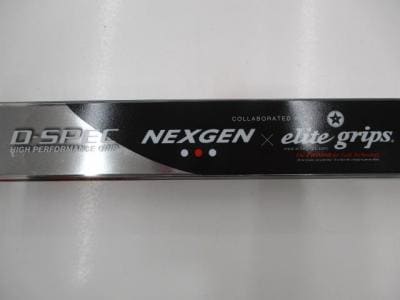 COLLABORATED
D-SPEC NEXGEN × elite grips.
HIGH PERFORMANCE GRIP